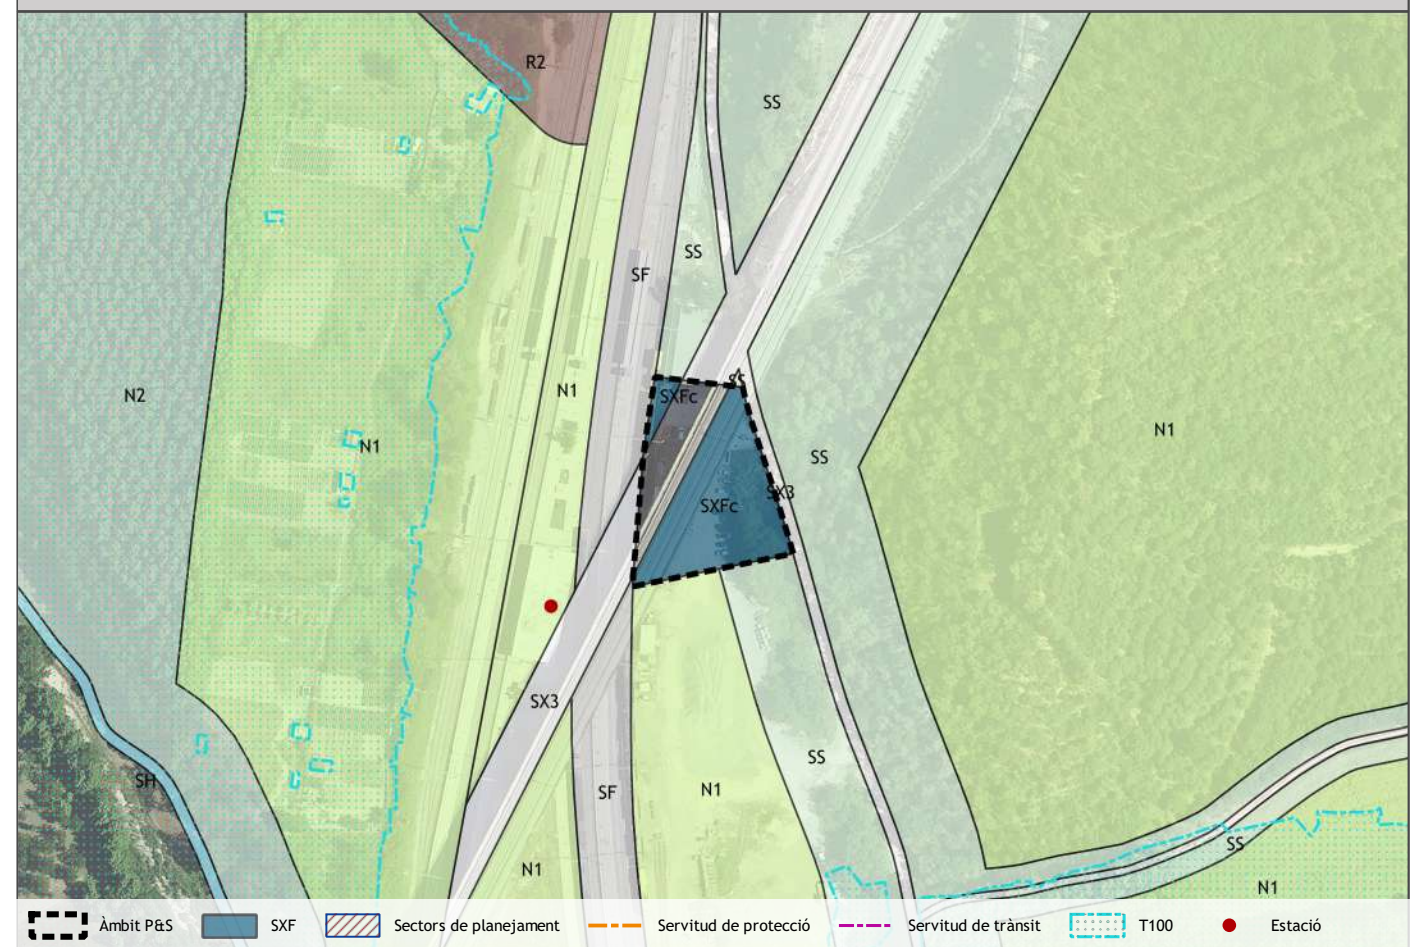 R2
SS
SS
SF
SS
SXFc
N1
N2
N1
N1
SS
SX3
SXFc
SX3
SS
SH
SF
N1
SS
N1
N1
Àmbit P&S
SXF
Sectors de planejament
Servitud de protecció
Servitud de trànsit
T100
Estació